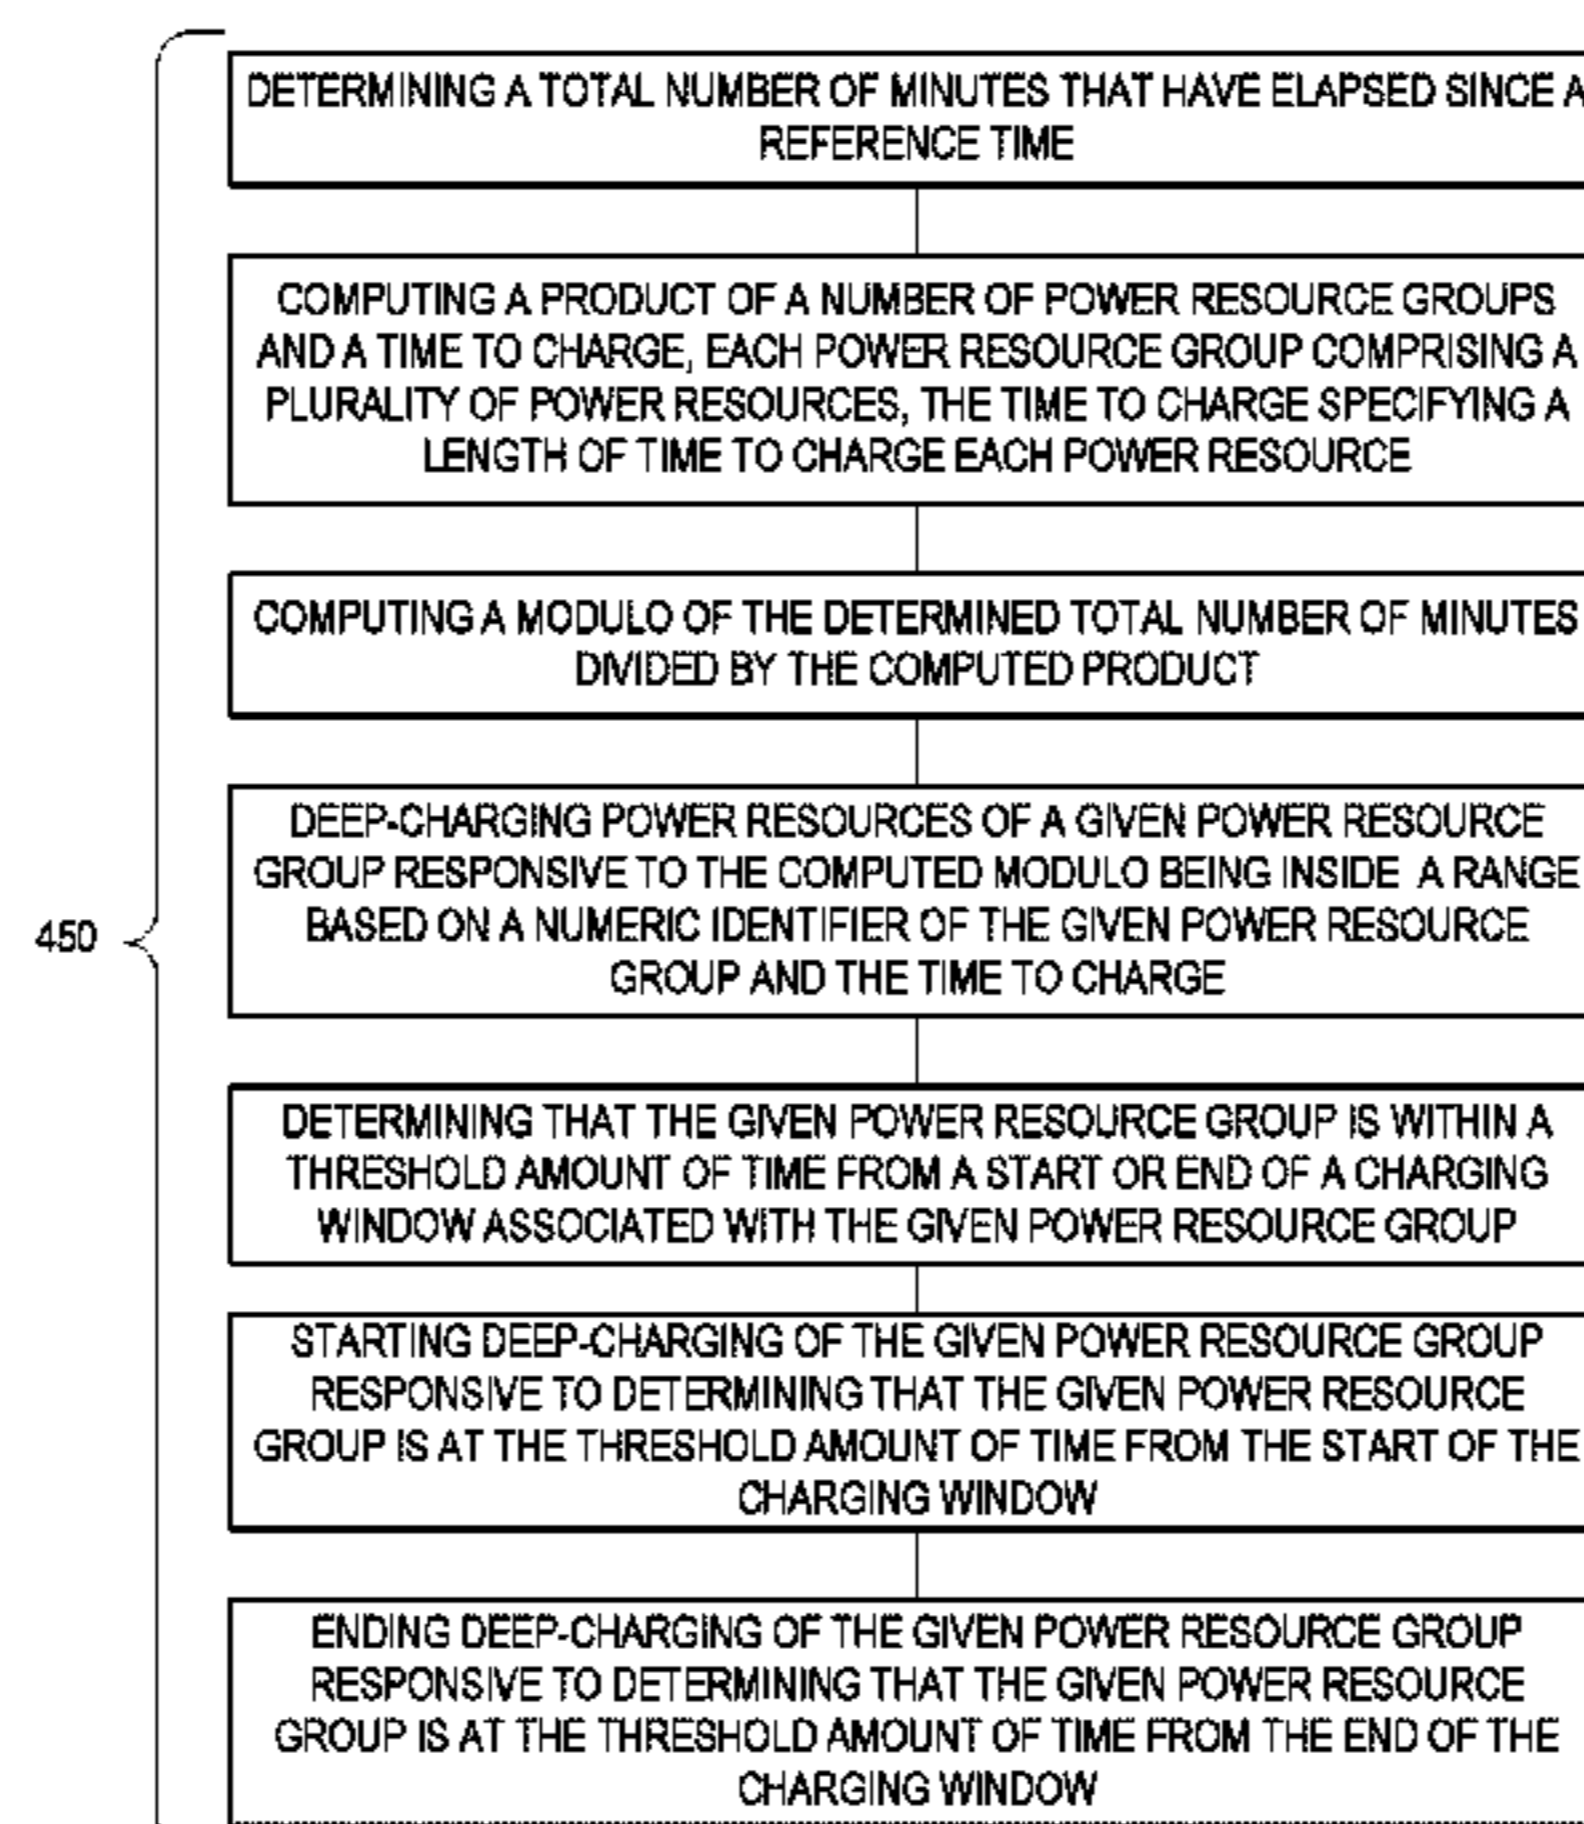 DETERMINING A TOTAL NUMBER OF MINUTES THAT HAVE ELAPSED SINCE A
REFERENCE TIME
COMPUTING A PRODUCT OF A NUMBER OF POWER RESOURCE GROUPS
AND A TIME TO CHARGE, EACH POWER RESOURCE GROUP COMPRISING A
PLURALITY OF POWER RESOURCES, THE TIME TO CHARGE SPECIFYING A
LENGTH OF TIME TO CHARGE EACH POWER RESOURCE
COMPUTING A MODULO OF THE DETERMINED TOTAL NUMBER OF MINUTES
DIVIDED BY THE COMPUTED PRODUCT
DEEP-CHARGING POWER RESOURCES OF A GIVEN POWER RESOURCE
GROUP RESPONSIVE TO THE COMPUTED MODULO BEING INSIDE A RANGE
BASED ON A NUMERIC IDENTIFIER OF THE GIVEN POWER RESOURCE
GROUP AND THE TIME TO CHARGE
450
DETERMINING THAT THE GIVEN POWER RESOURCE GROUP IS WITHIN A
THRESHOLD AMOUNT OF TIME FROM A START OR END OF A CHARGING
WINDOW ASSOCIATED WITH THE GIVEN POWER RESOURCE GROUP
STARTING DEEP-CHARGING OF THE GIVEN POWER RESOURCE GROUP
RESPONSIVE TO DETERMINING THAT THE GIVEN POWER RESOURCE
GROUP IS AT THE THRESHOLD AMOUNT OF TIME FROM THE START OF THE
CHARGING WINDOW
ENDING DEEP-CHARGING OF THE GIVEN POWER RESOURCE GROUP
RESPONSIVE TO DETERMINING THAT THE GIVEN POWER RESOURCE
GROUP IS AT THE THRESHOLD AMOUNT OF TIME FROM THE END OF THE
CHARGING WINDOW